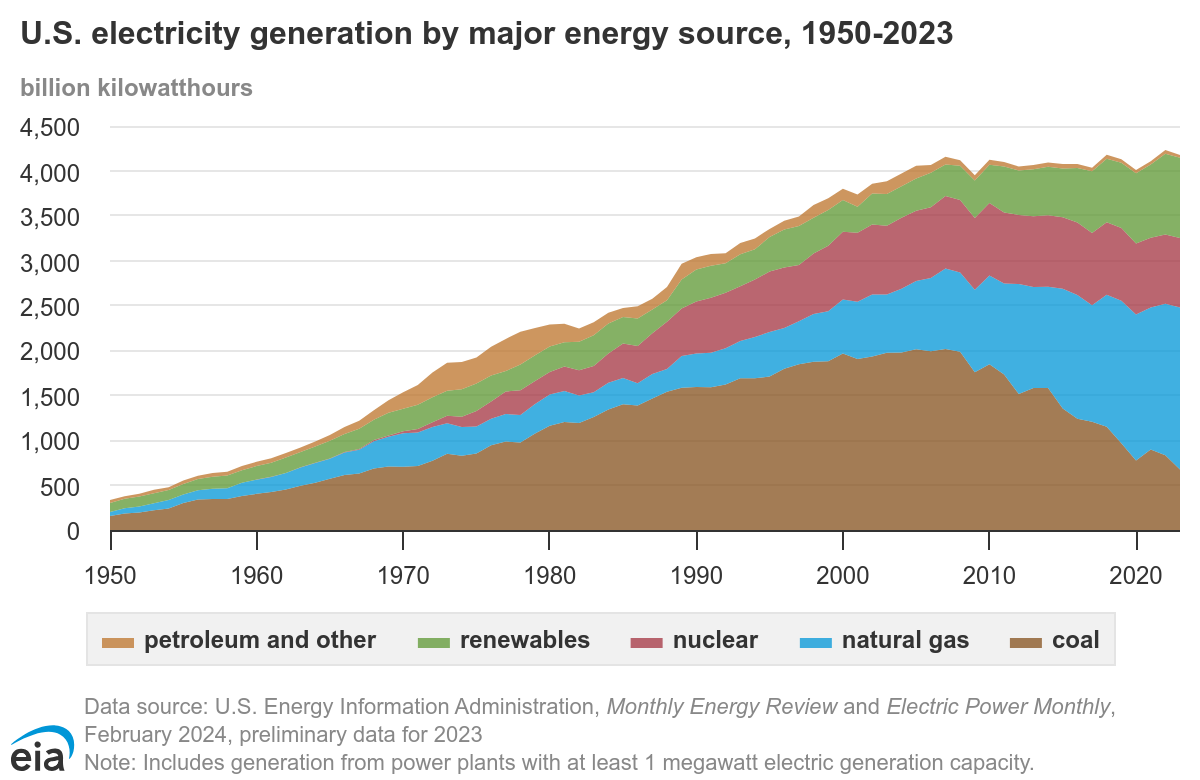 U.S. electricity generation by major energy source, 1950-2023
billion kilowatthours
4,500
4,000
3,500
3,000
2,500
2,000
1,500
1,000
500
0
1950 1960 1970 1980 1990 2000 2010 2020
petroleum and other renewables nuclear natural gas coal
Data source: U.S. Energy Information Administration, Monthly Energy Review and Electric Power Monthly,
February 2024, preliminary data for 2023
Note: Includes generation from power plants with at least 1 megawatt electric generation capacity.
eia